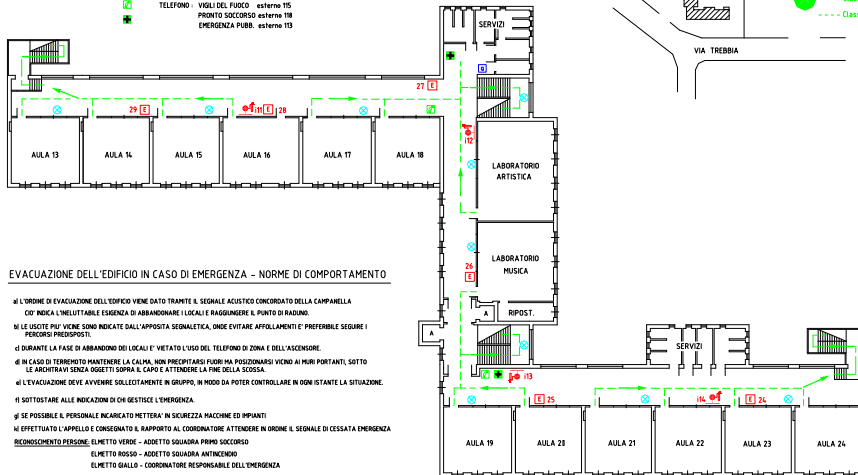 TELEFONO : VIGILI DEL FUOCO esterno 115
PRONTO SOCCORSO esterno 118
EMERGENZA PUBB. esterno 113
SERVIZI
G
VIA TREBBIA
Class
27 E
29 E
i11 E 28
i12
AULA 13
AULA 14
AULA 15
AULA 16
AULA 17
AULA 18
LABORATORIO
ARTISTICA
LABORATORIO
MUSICA
26
E
RIPOST.
A
A
EVACUAZIONE DELL'EDIFICIO IN CASO DI EMERGENZA - NORME DI COMPORTAMENTO
a) L'ORDINE DI EVACUAZIONE DELL'EDIFICIO VIENE DATO TRAMITE IL SEGNALE ACUSTICO CONCORDATO DELLA CAMPANELLA
CIO' INDICA L'INELUTTABILE ESIGENZA DI ABBANDONARE I LOCALI E RAGGIUNGERE IL PUNTO DI RADUNO.
b) LE USCITE PIU' VICINE SONO INDICATE DALL'APPOSITA SEGNALETICA, ONDE EVITARE AFFOLLAMENTI E' PREFERIBILE SEGUIRE I
PERCORSI PREDISPOSTI.
c) DURANTE LA FASE DI ABBANDONO DEI LOCALI E' VIETATO L'USO DEL TELEFONO DI ZONA E DELL'ASCENSORE.
d) IN CASO DI TERREMOTO MANTENERE LA CALMA, NON PRECIPITARSI FUORI MA POSIZIONARSI VICINO AI MURI PORTANTI, SOTTO
LE ARCHITRAVI SENZA OGGETTI SOPRA IL CAPO E ATTENDERE LA FINE DELLA SCOSSA.
e) L'EVACUAZIONE DEVE AVVENIRE SOLLECITAMENTE IN GRUPPO, IN MODO DA POTER CONTROLLARE IN OGNI ISTANTE LA SITUAZIONE.
f) SOTTOSTARE ALLE INDICAZIONI DI CHI GESTISCE L'EMERGENZA.
g) SE POSSIBILE IL PERSONALE INCARICATO METTERA' IN SICUREZZA MACCHINE ED IMPIANTI
h) EFFETTUATO L'APPELLO E CONSEGNATO IL RAPPORTO AL COORDINATORE ATTENDERE IN ORDINE IL SEGNALE DI CESSATA EMERGENZA
RICONOSCIMENTO PERSONE: ELMETTO VERDE - ADDETTO SQUADRA PRIMO SOCCORSO
ELMETTO ROSSO - ADDETTO SQUADRA ANTINCENDIO
ELMETTO GIALLO - COORDINATORE RESPONSABILE DELL'EMERGENZA
SERVIZI
i13
E 25
i14
E 24
AULA 19
AULA 20
AULA 21
AULA 22
AULA 23
AULA 24